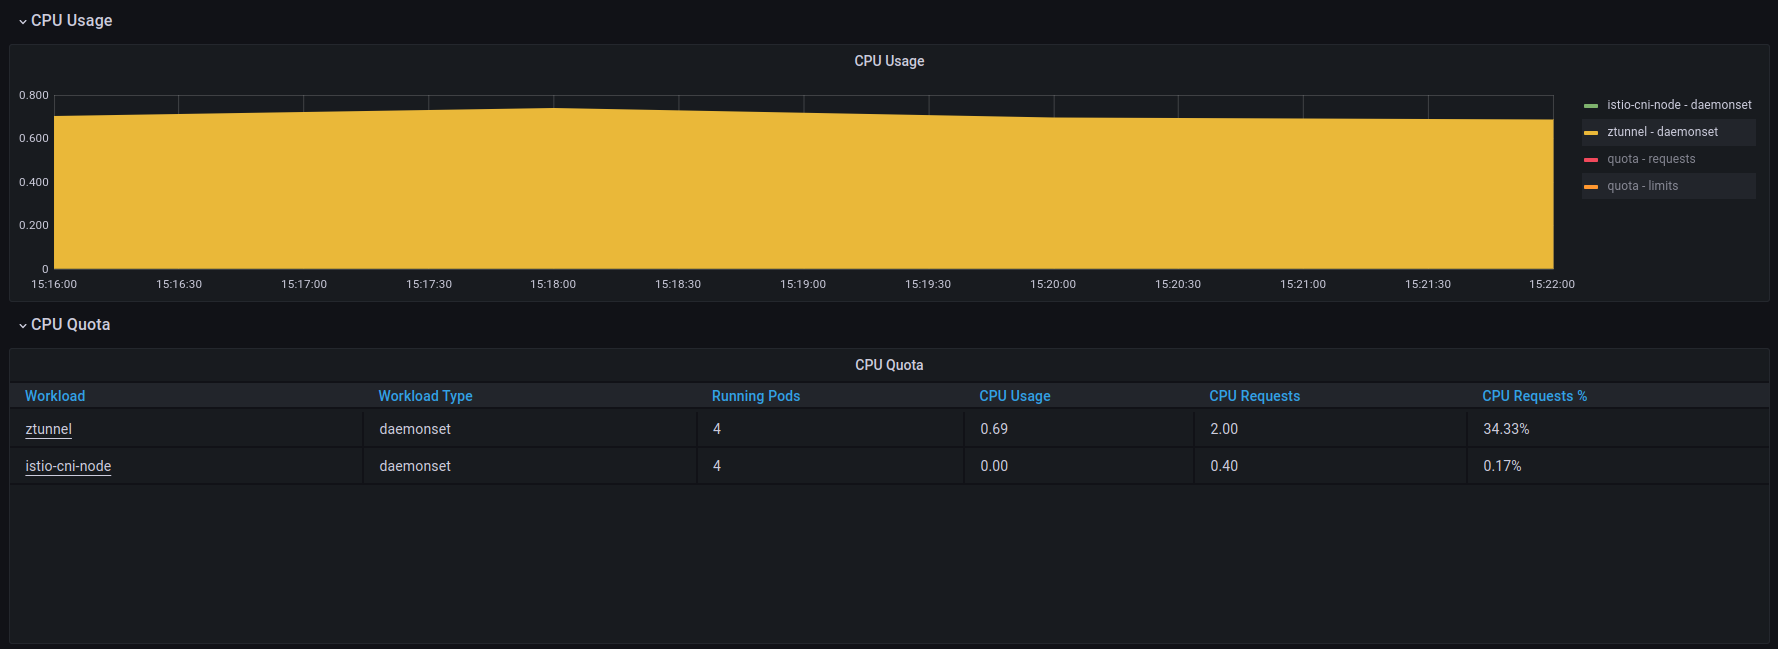 CPU Usage
CPU Usage
0.800
0.600
0.400
0.200
0
15:16:00 15:16:30 15:17:00 15:17:30 15:18:00 15:18:30 15:19:00 15:19:30 15:20:00 15:20:30 15:21:00 15:21:30 15:22:00
istio-cni-node - daemonset
ztunnel - daemonset
quota - requests
quota - limits
CPU Quota
CPU Quota
Workload Workload Type Running Pods CPU Usage CPU Requests CPU Requests %
ztunnel daemonset 4 0.69 2.00 34.33%
istio-cni-node daemonset 4 0.00 0.40 0.17%